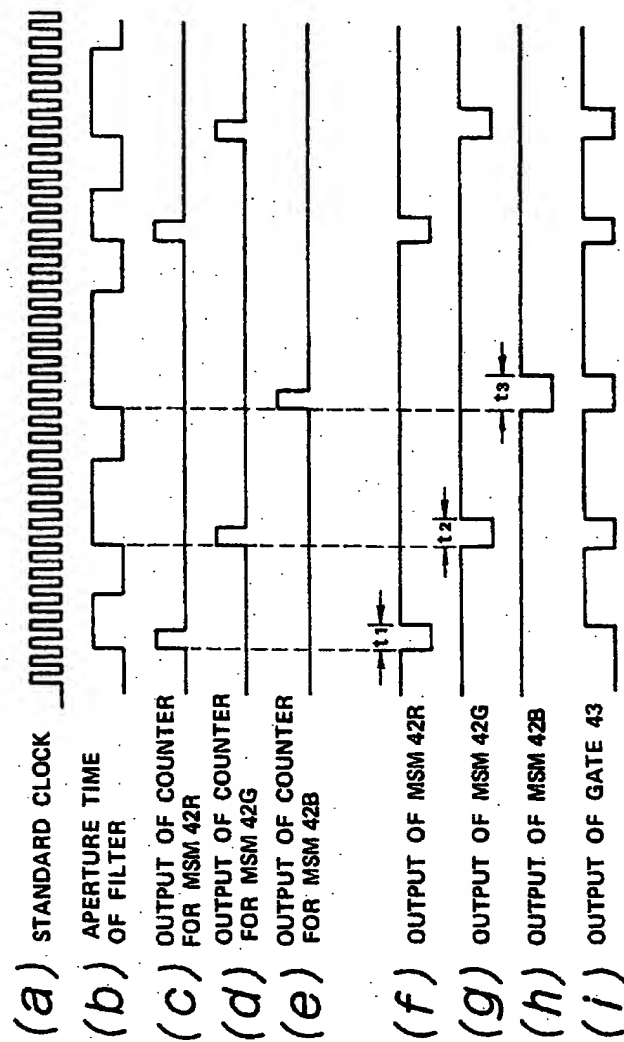 (a) STANDARD CLOCK
(b) APERTURE TIME
OF FILTER
(c) OUTPUT OF COUNTER
FOR MSM 42R
(d) OUTPUT OF COUNTER
FOR MSM 42G
(e) OUTPUT OF COUNTER
FOR MSM 42B
(f) OUTPUT OF MSM 42R
t1
(g) OUTPUT OF MSM 42G
t2
(h) OUTPUT OF MSM 42B
t3
(i) OUTPUT OF GATE 43